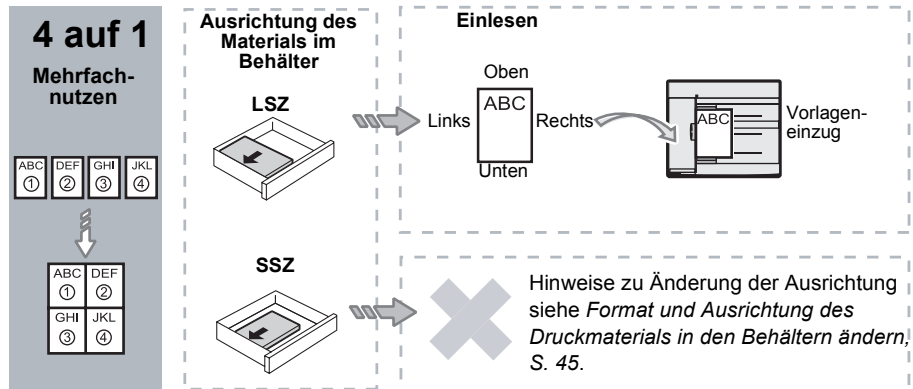 4 auf 1
Mehrfach-
nutzen
ABC DEF GHI JKL
① ② ③ ④
ABC DEF
① ②
GHI JKL
③ ④
Ausrichtung des
Materials im
Behälter
LSZ
SSZ
Einlesen
Oben
Links
ABC
Rechts
Unten
ABC
Vorlagen-
einzug
Hinweise zu Änderung der Ausrichtung
siehe Format und Ausrichtung des
Druckmaterials in den Behältern ändern,
S. 45.